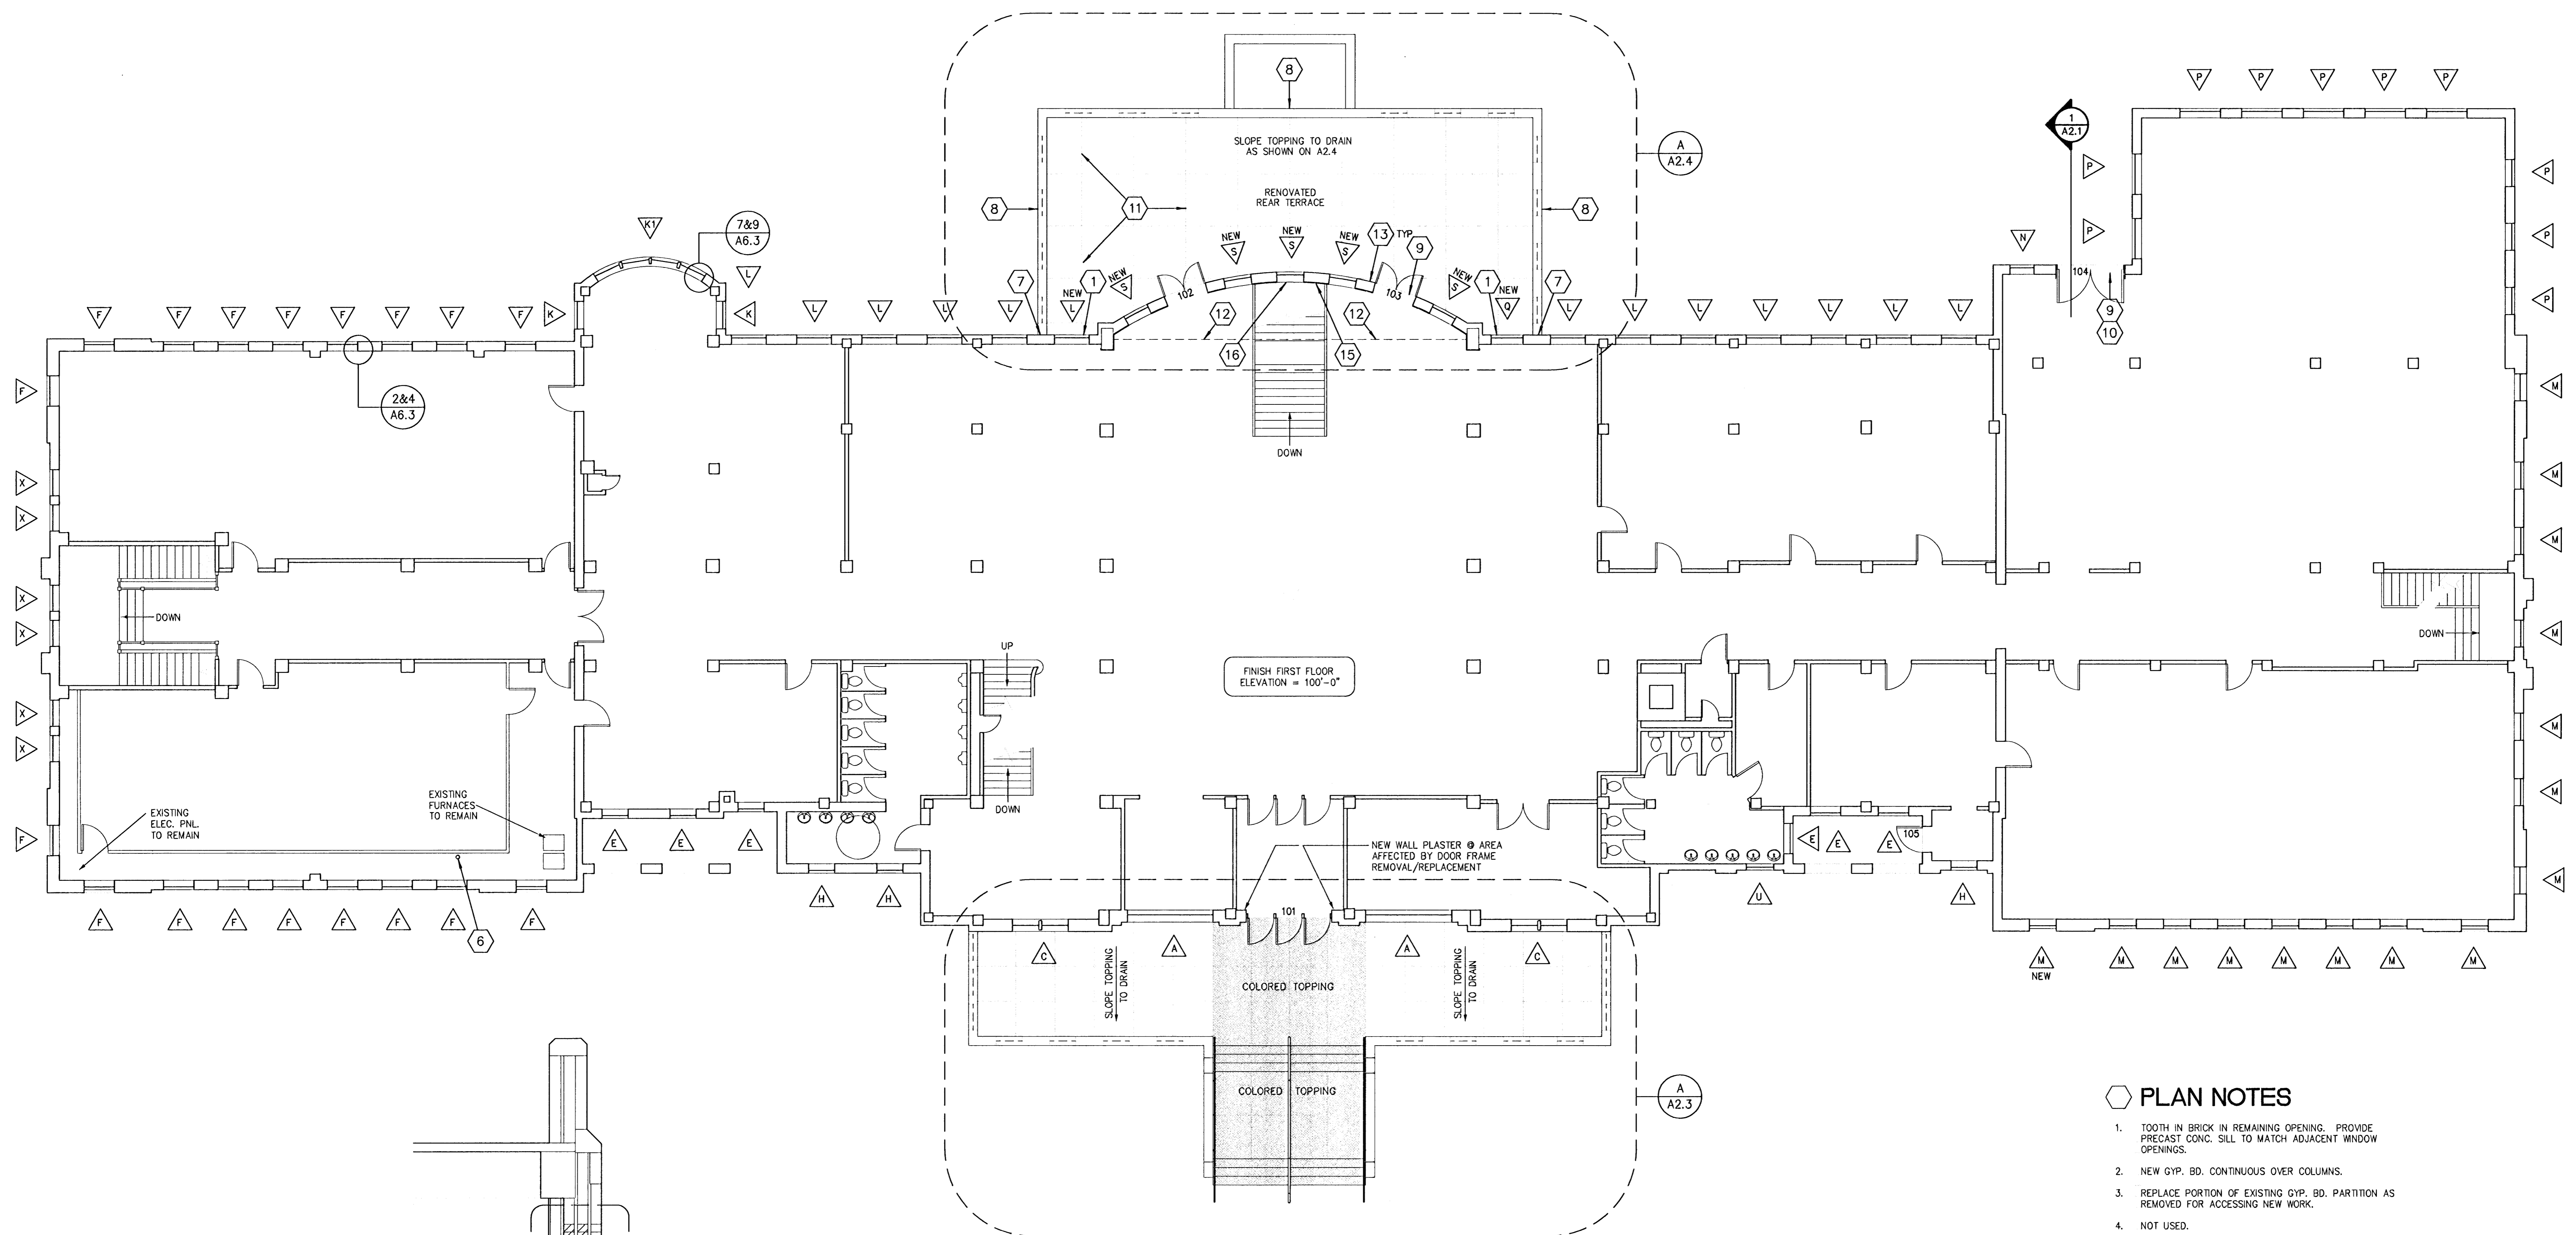 8
P P P P P
1
A2.1
SLOPE TOPPING TO DRAIN
AS SHOWN ON A2.4
A
A2.4
P
P
RENOVATED
REAR TERRACE
8
11
8
K1
7&9
A6.3
NEW
S
NEW
S
NEW
S
13 TYP.
9
P
P
N
L
7
1
NEW
S
102
103
NEW
S
1
NEW
Q
7
104
F F F F F F F F
K
K
L L L L
NEW
L
12
12
L L L L L L L
9
10
P
16
15
F
2&4
A6.3
M
DOWN
X
X
M
M
X
X
DOWN
UP
DOWN
M
FINISH FIRST FLOOR
ELEVATION = 100'-0"
X
X
M
EXISTING
ELEC. PNL.
TO REMAIN
EXISTING
FURNACES
TO REMAIN
DOWN
M
F
E E E
NEW WALL PLASTER @ AREA
AFFECTED BY DOOR FRAME
REMOVAL/REPLACEMENT
E
E
E
105
M
H H
U
H
F F F F F F F F
6
101
C
A
A
C
M
NEW
M M M M M M M
SLOPE TOPPING
TO DRAIN
COLORED TOPPING
SLOPE TOPPING
TO DRAIN
COLORED TOPPING
A
A2.3
PLAN NOTES
1. TOOTH IN BRICK IN REMAINING OPENING. PROVIDE
PRECAST CONC. SILL TO MATCH ADJACENT WINDOW
OPENINGS.
2. NEW GYP. BD. CONTINUOUS OVER COLUMNS.
3. REPLACE PORTION OF EXISTING GYP. BD. PARTITION AS
REMOVED FOR ACCESSING NEW WORK.
4. NOT USED.